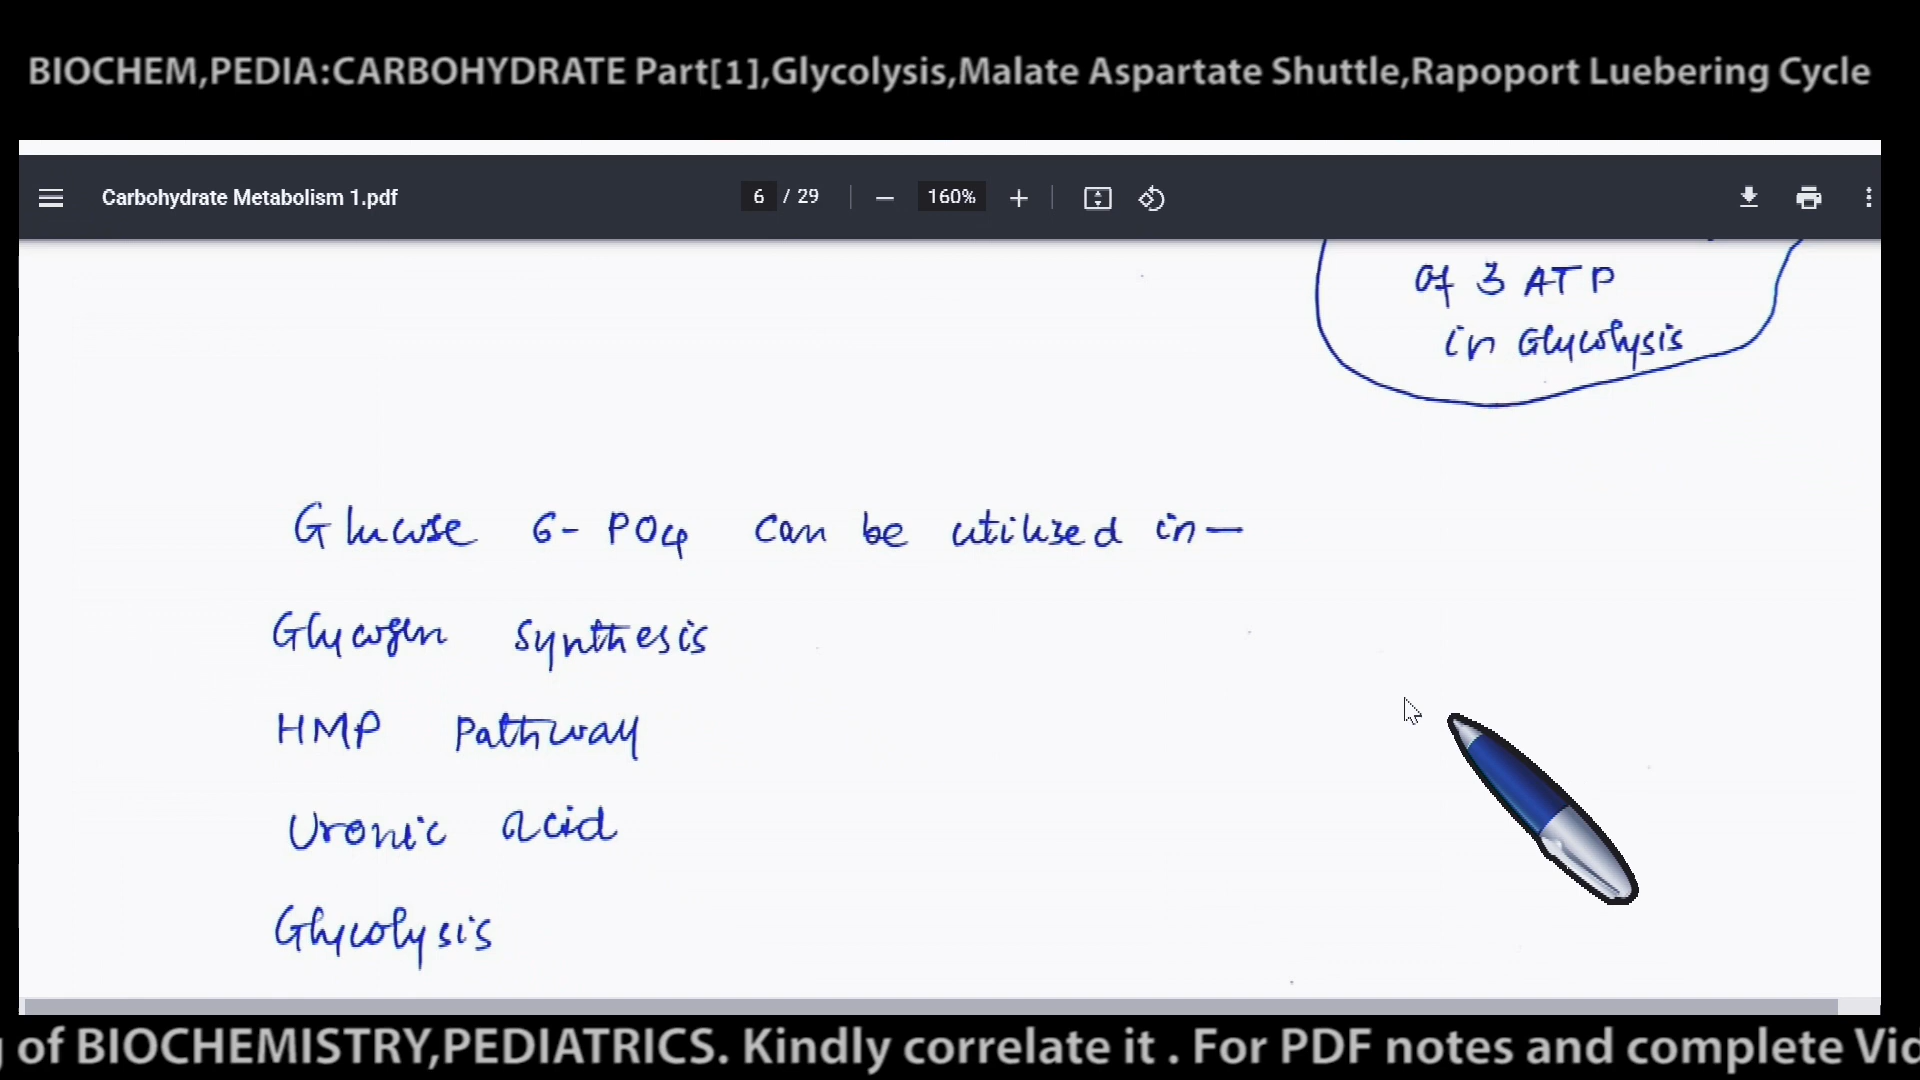 BIOCHEM,PEDIA:CARBOHYDRATE Part[1],Glycolysis,Malate Aspartate Shuttle,Rapoport Luebering Cycle
Carbohydrate Metabolism 1.pdf
6 / 29
160%
of 3 ATP
in Glycolysis
Glucose 6- PO4 can be utilised in—
Glycogen Synthesis
HMP Pathway
Uronic acid
Glycolysis
of BIOCHEMISTRY,PEDIATRICS. Kindly correlate it . For PDF notes and complete